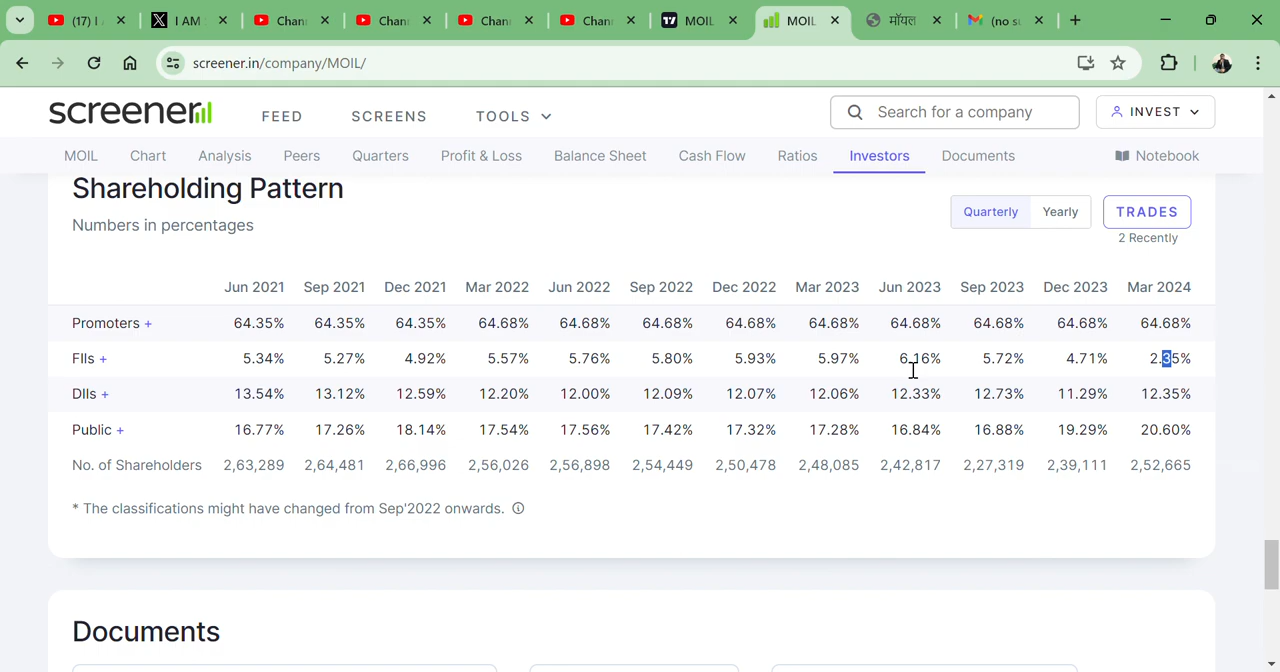 (17) I A
I AM
Chan
Chan
Chan
Chan
MOIL
MOIL
मॉयल
(no su
screener.in/company/MOIL/
screener
FEED
SCREENS
TOOLS
Search for a company
INVEST
MOIL
Chart
Analysis
Peers
Quarters
Profit & Loss
Balance Sheet
Cash Flow
Ratios
Investors
Documents
Notebook
Shareholding Pattern
Numbers in percentages
Quarterly
Yearly
TRADES
2 Recently
Jun 2021 Sep 2021 Dec 2021 Mar 2022 Jun 2022 Sep 2022 Dec 2022 Mar 2023 Jun 2023 Sep 2023 Dec 2023 Mar 2024
Promoters + 64.35% 64.35% 64.35% 64.68% 64.68% 64.68% 64.68% 64.68% 64.68% 64.68% 64.68% 64.68%
FIIs + 5.34% 5.27% 4.92% 5.57% 5.76% 5.80% 5.93% 5.97% 6.16% 5.72% 4.71% 2.35%
DIIs + 13.54% 13.12% 12.59% 12.20% 12.00% 12.09% 12.07% 12.06% 12.33% 12.73% 11.29% 12.35%
Public + 16.77% 17.26% 18.14% 17.54% 17.56% 17.42% 17.32% 17.28% 16.84% 16.88% 19.29% 20.60%
No. of Shareholders 2,63,289 2,64,481 2,66,996 2,56,026 2,56,898 2,54,449 2,50,478 2,48,085 2,42,817 2,27,319 2,39,111 2,52,665
* The classifications might have changed from Sep'2022 onwards.
Documents